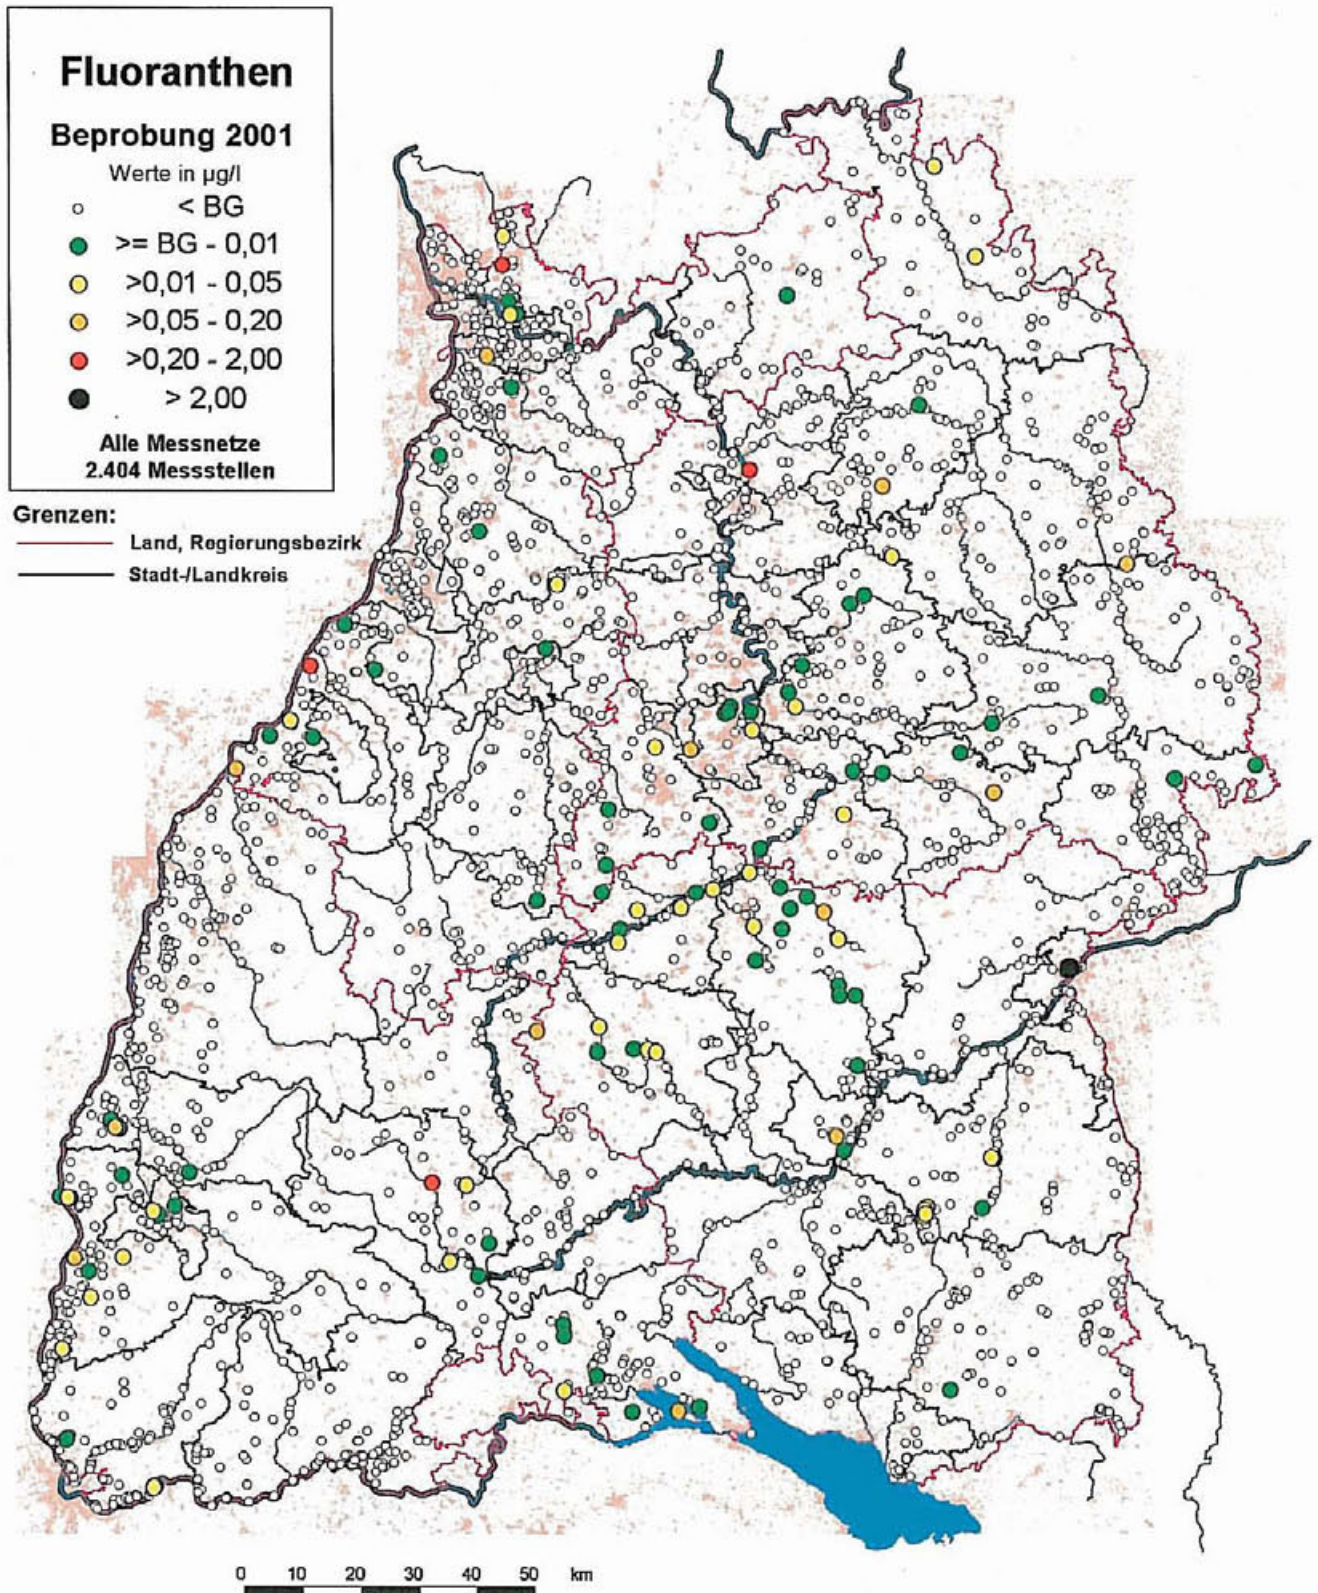 Fluoranthen
Beprobung 2001
Werte in µg/l
< BG
>= BG - 0,01
>0,01 - 0,05
>0,05 - 0,20
>0,20 - 2,00
> 2,00
Alle Messnetze
2.404 Messstellen
Grenzen:
Land, Regierungsbezirk
Stadt-/Landkreis
0 10 20 30 40 50 km